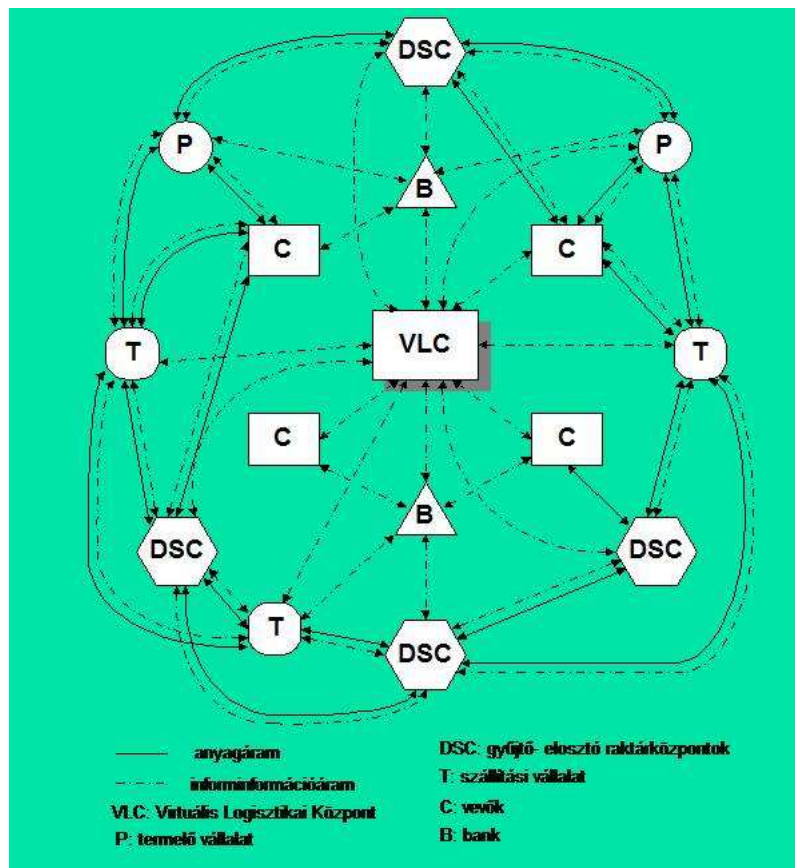 DSC
P
P
B
C
C
VLC
T
T
C
C
B
DSC
DSC
T
DSC
anyagáram
informinformációáram
VLC: Virtuális Logisztikai Központ
P: termelő vállalat
DSC: gyűjtő- elosztó raktárközpontok
T: szállítási vállalat
C: vevők
B: bank